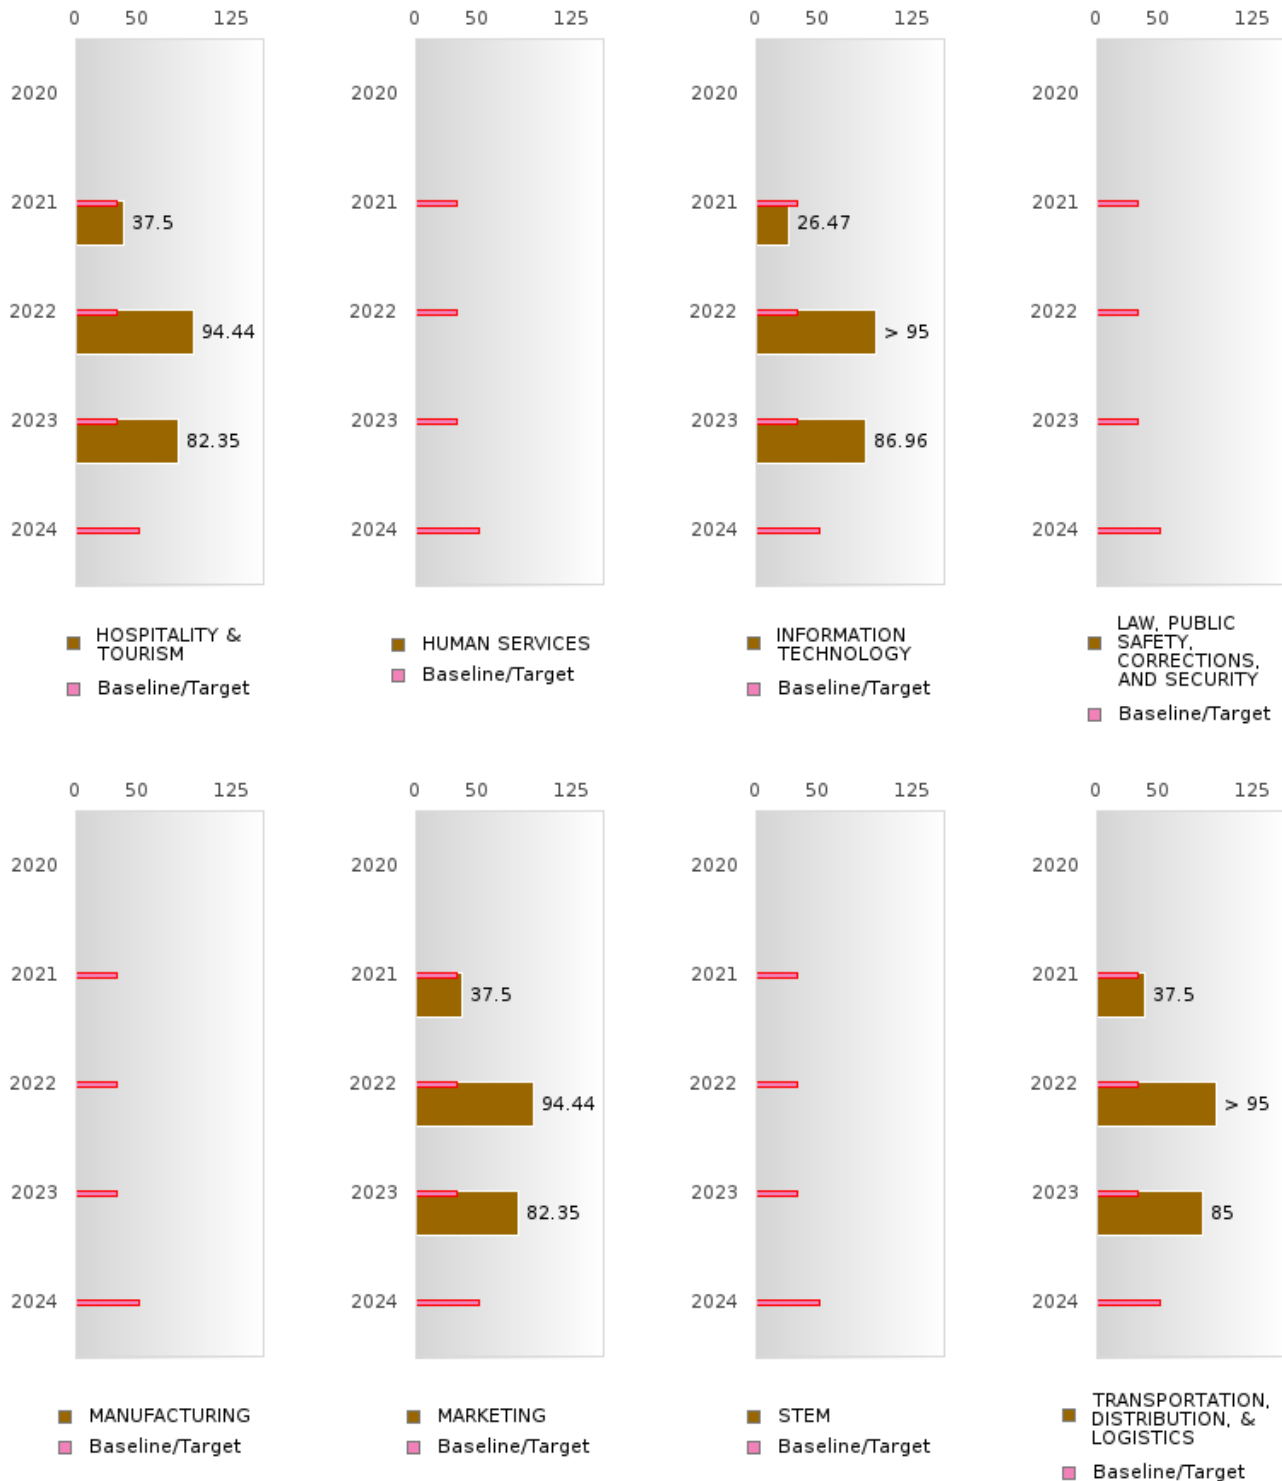 0 50 125
0 50 125
0 50 125
0 50 125
2020
2021
37.5
2022
94.44
2023
82.35
2024
HOSPITALITY &
TOURISM
Baseline/Target
2020
2021
2022
2023
2024
HUMAN SERVICES
Baseline/Target
2020
2021
26.47
2022
> 95
2023
86.96
2024
INFORMATION
TECHNOLOGY
Baseline/Target
2020
2021
2022
2023
2024
LAW, PUBLIC
SAFETY,
CORRECTIONS,
AND SECURITY
Baseline/Target
0 50 125
0 50 125
0 50 125
0 50 125
2020
2021
2022
2023
2024
MANUFACTURING
Baseline/Target
2020
2021
37.5
2022
94.44
2023
82.35
2024
MARKETING
Baseline/Target
2020
2021
2022
2023
2024
STEM
Baseline/Target
2020
2021
37.5
2022
> 95
2023
85
2024
TRANSPORTATION,
DISTRIBUTION, &
LOGISTICS
Baseline/Target